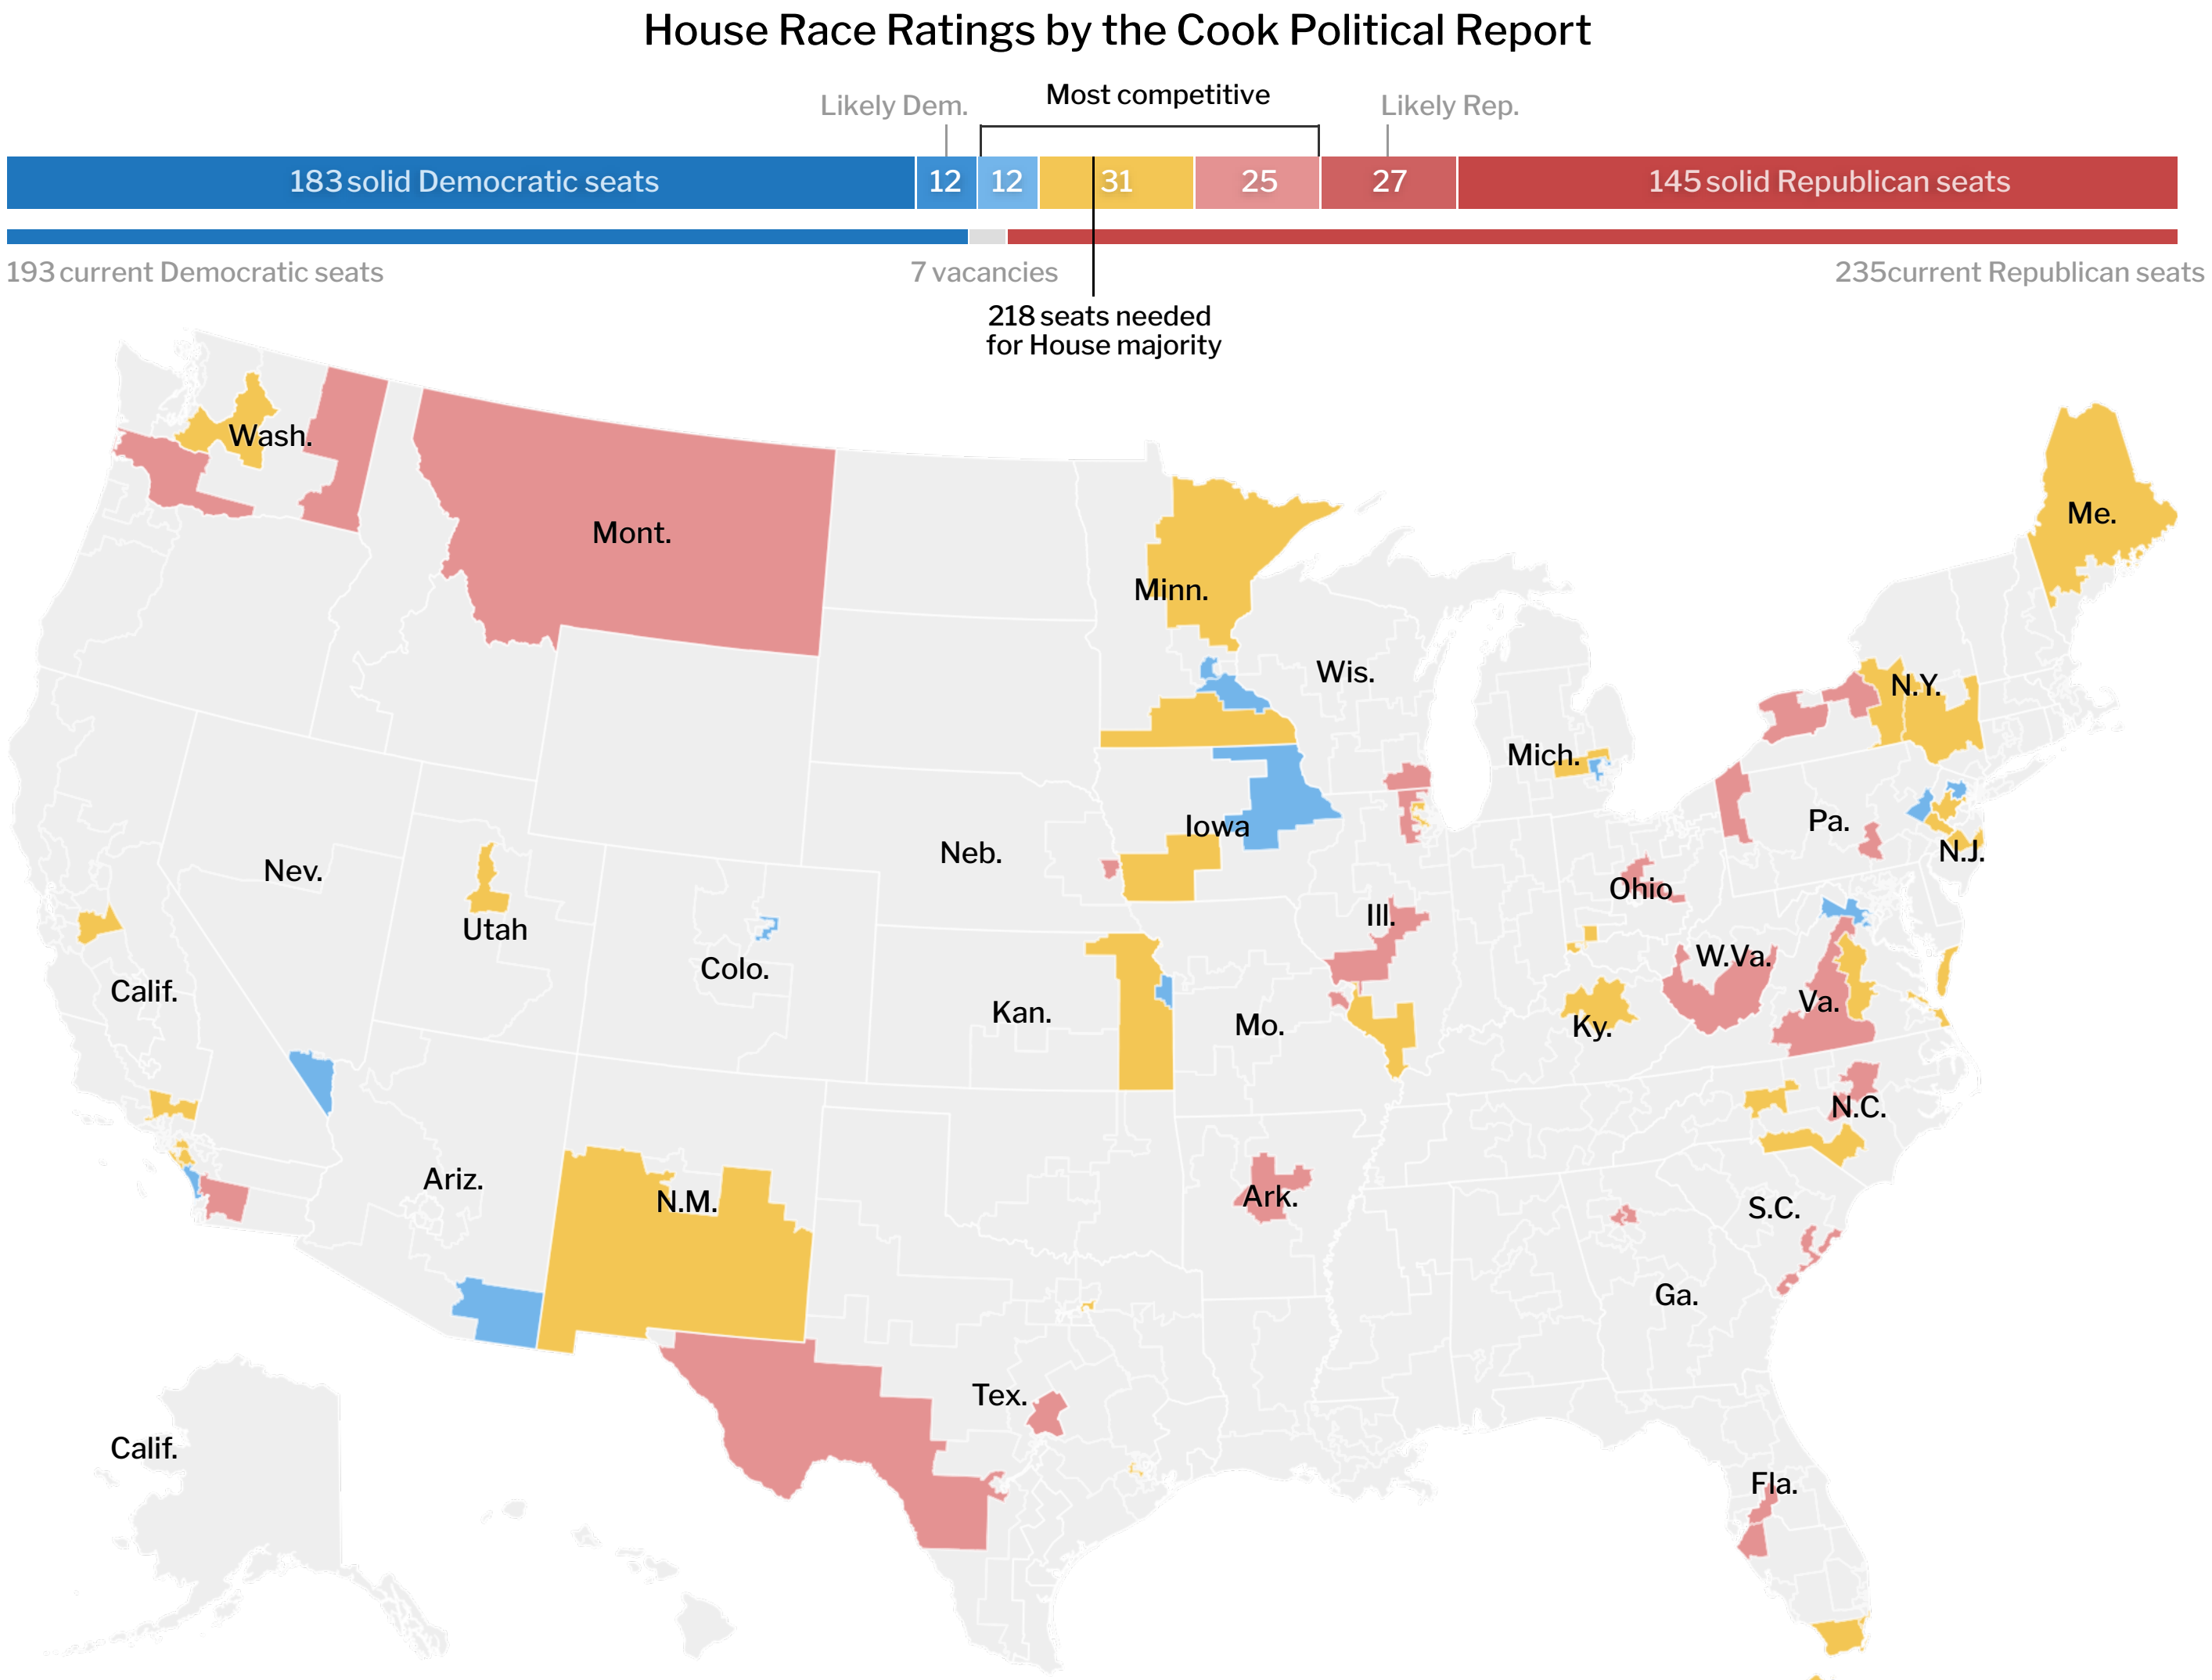 House Race Ratings by the Cook Political Report
Most competitive
Likely Dem.
Likely Rep.
183 solid Democratic seats
12
12
31
25
27
145 solid Republican seats
193 current Democratic seats
7 vacancies
235current Republican seats
218 seats needed
for House majority
Wash.
Mont.
Me.
Minn.
Wis.
N.Y.
Mich.
Pa.
Iowa
N.J.
Neb.
Nev.
Ohio
Ill.
Utah
W.Va.
Colo.
Calif.
Va.
Kan.
Mo.
Ky.
N.C.
Ariz.
Ark.
N.M.
S.C.
Ga.
Tex.
Calif.
Fla.